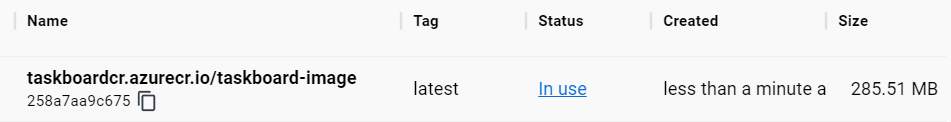 Name Tag Status Created Size
taskboardcr.azurecr.io/taskboard-image latest In use less than a minute a 285.51 MB
258a7aa9c675